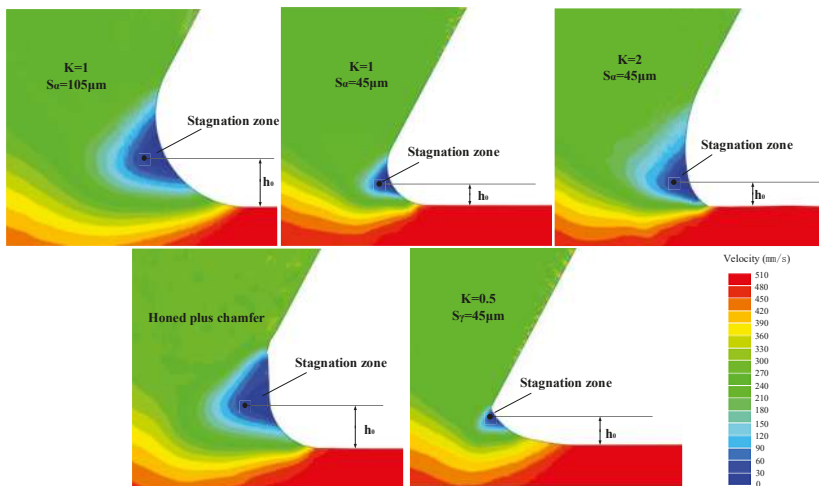 K=1
Sα=105μm
Stagnation zone
h₀
K=1
Sα=45μm
Stagnation zone
h₀
K=2
Sα=45μm
Stagnation zone
h₀
Honed plus chamfer
Stagnation zone
h₀
K=0.5
Sγ=45μm
Stagnation zone
h₀
Velocity (mm/s)
510
480
450
420
390
360
330
300
270
240
210
180
150
120
90
60
30
0